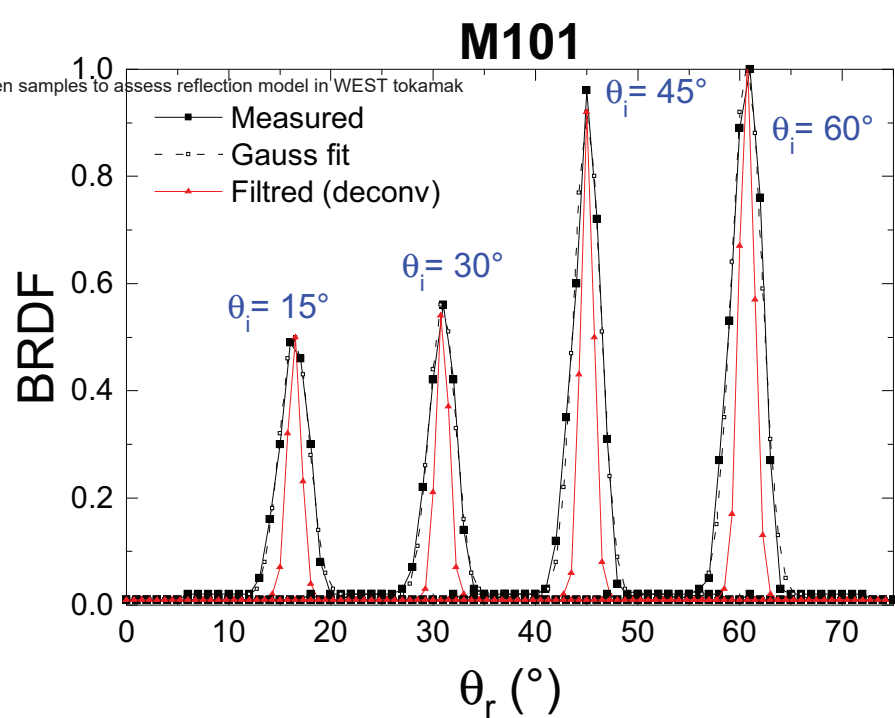 M101
en samples to assess reflection model in WEST tokamak
Measured
Gauss fit
Filtred (deconv)
θi= 15°
θi= 30°
θi= 45°
θi= 60°
BRDF
1.0
0.8
0.6
0.4
0.2
0.0
0 10 20 30 40 50 60 70
θr (°)